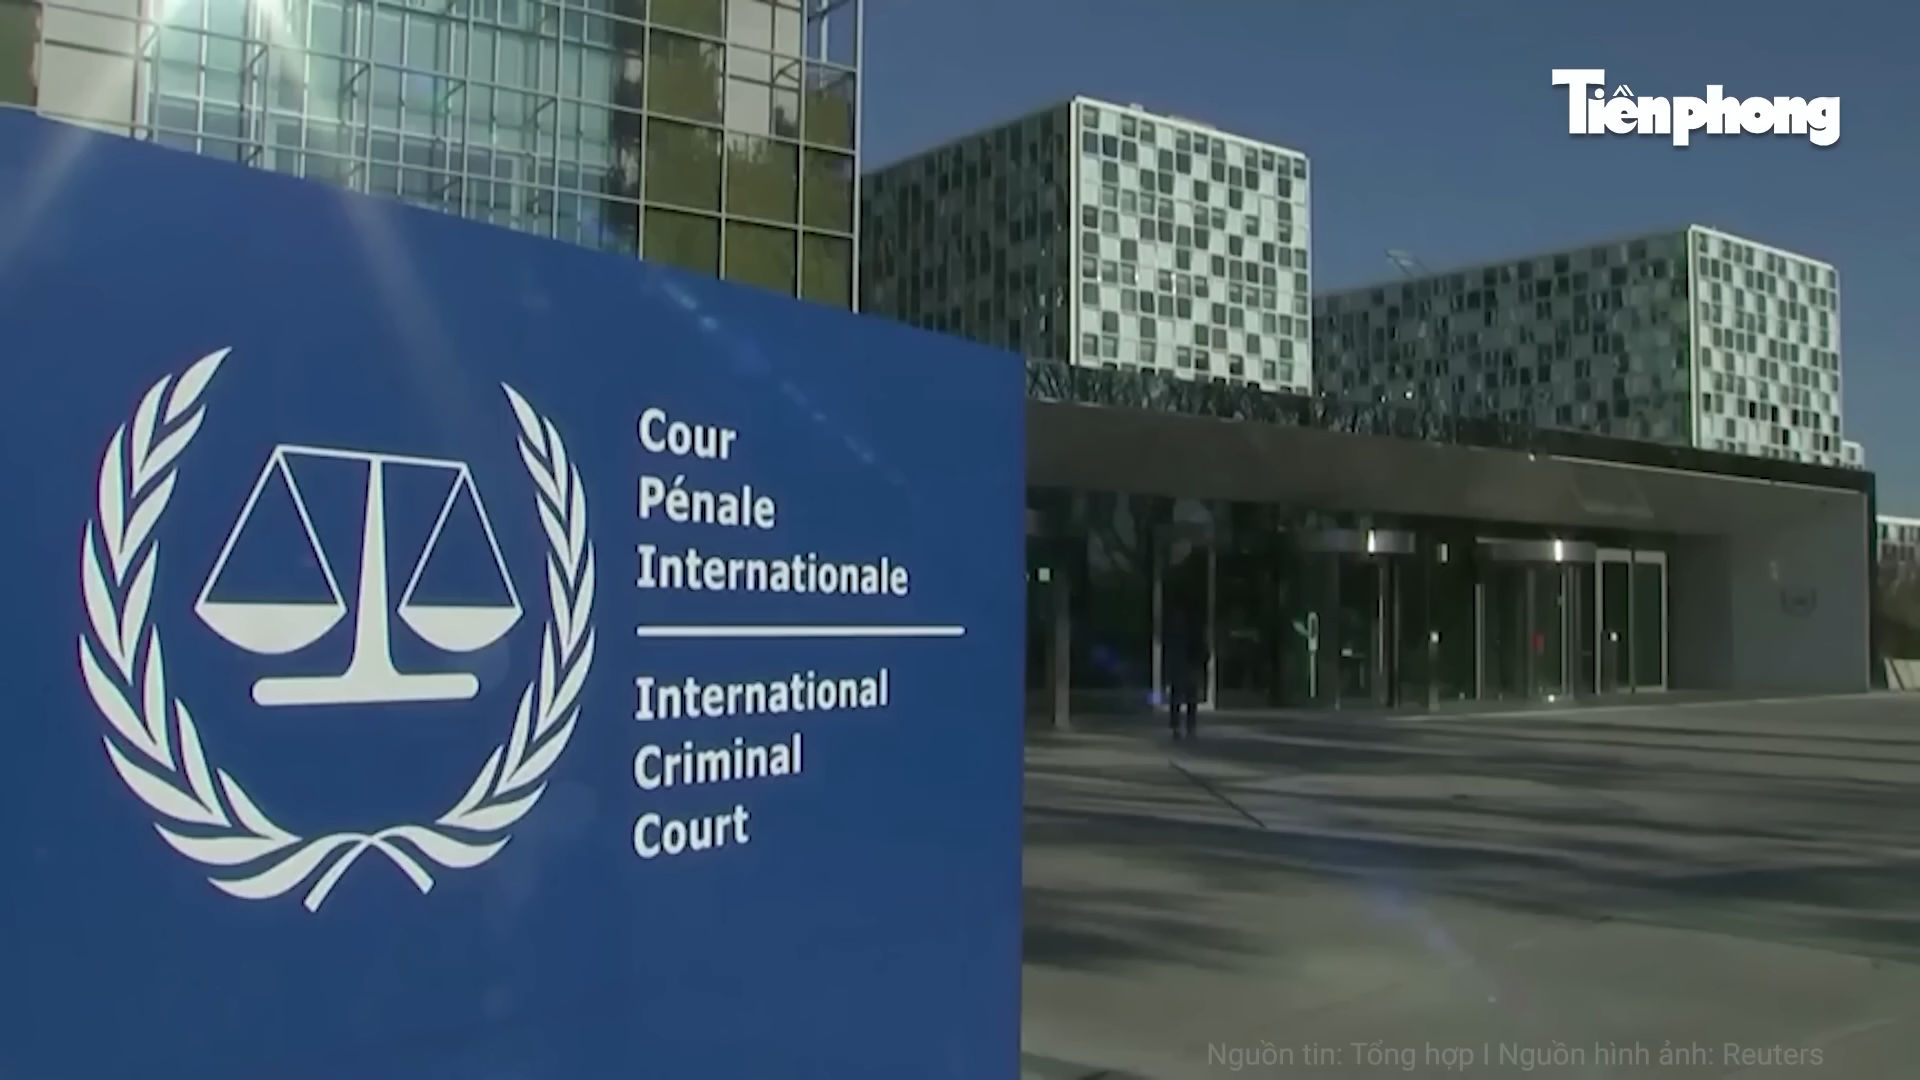 Tiềnphong
Cour
Pénale
Internationale
International
Criminal
Court
Nguồn tin: Tổng hợp I Nguồn hình ảnh: Reuters